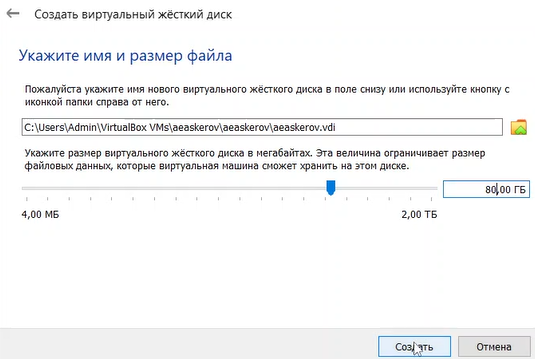 Создать виртуальный жёсткий диск
Укажите имя и размер файла
Пожалуйста укажите имя нового виртуального жёсткого диска в поле снизу или используйте кнопку с
иконкой папки справа от него.
C:\Users\Admin\VirtualBox VMs\aeaskerov\aeaskerov\aeaskerov.vdi
Укажите размер виртуального жёсткого диска в мегабайтах. Эта величина ограничивает размер
файловых данных, которые виртуальная машина сможет хранить на этом диске.
80,00 ГБ
4,00 МБ 2,00 ТБ
Создать Отмена